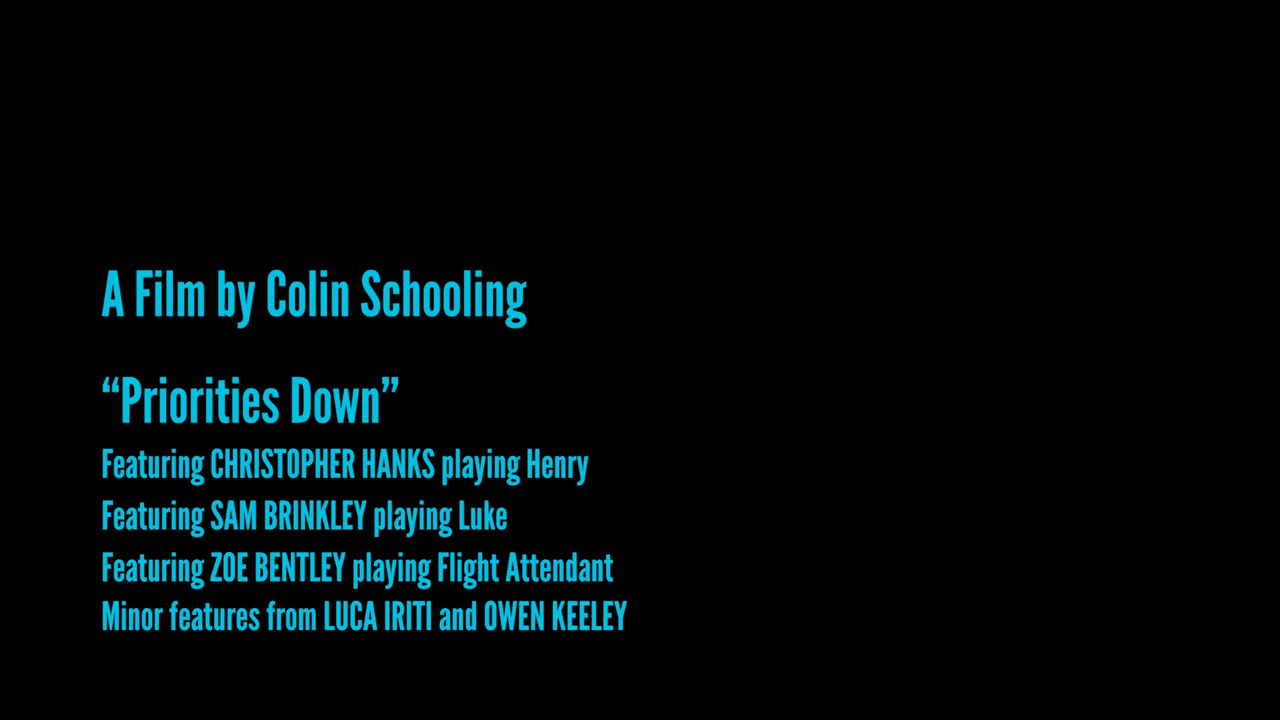 A Film by Colin Schooling
“Priorities Down”
Featuring CHRISTOPHER HANKS playing Henry
Featuring SAM BRINKLEY playing Luke
Featuring ZOE BENTLEY playing Flight Attendant
Minor features from LUCA IRITI and OWEN KEELEY